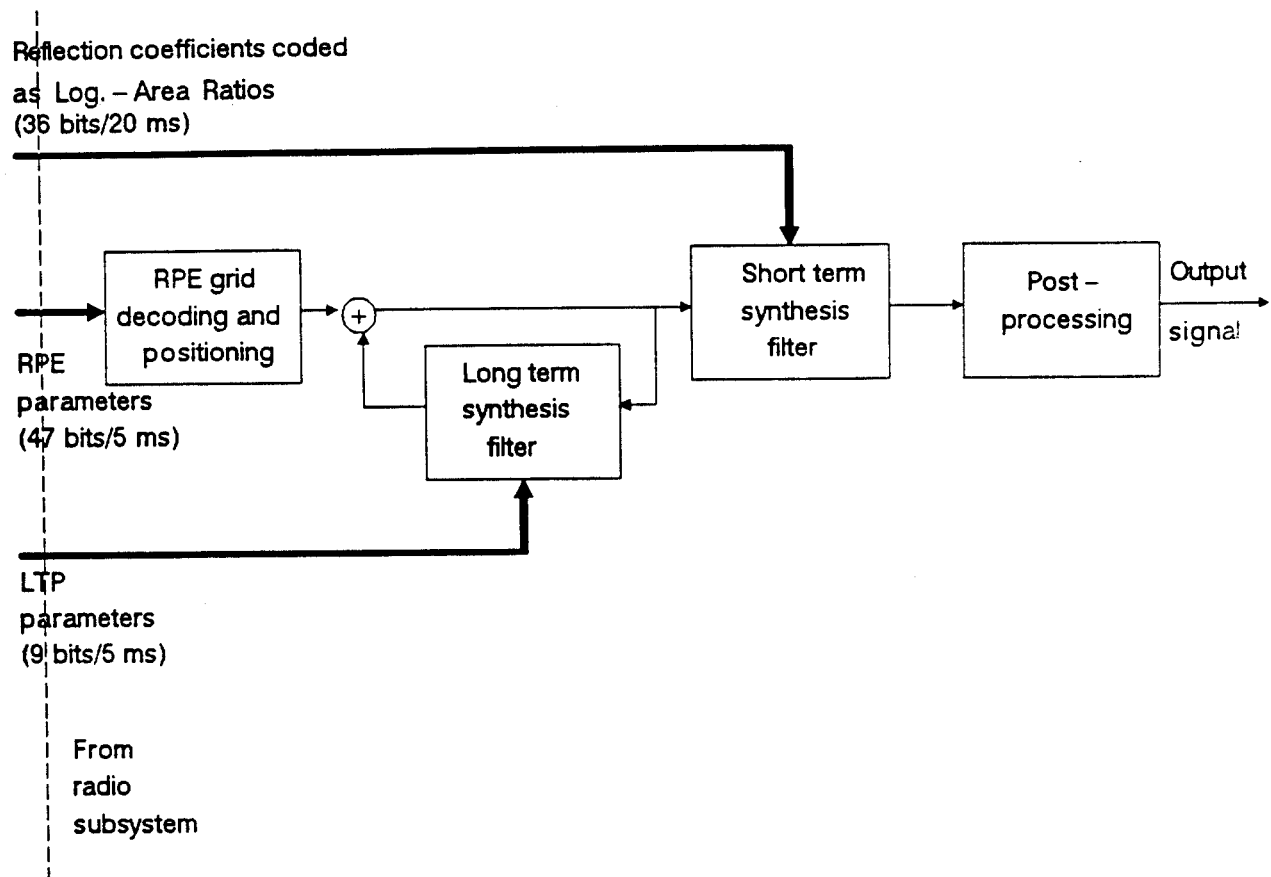 Reflection coefficients coded
as Log. – Area Ratios
(36 bits/20 ms)
RPE grid
decoding and
positioning
+
Short term
synthesis
filter
Post –
processing
Output
signal
RPE
parameters
(47 bits/5 ms)
Long term
synthesis
filter
LTP
parameters
(9 bits/5 ms)
From
radio
subsystem